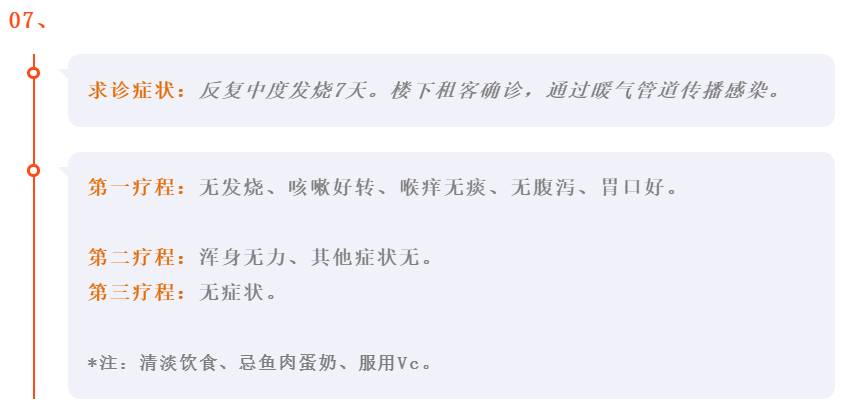 07、
求诊症状：反复中度发烧7天。楼下租客确诊，通过暖气管道传播感染。
第一疗程：无发烧、咳嗽好转、喉痒无痰、无腹泻、胃口好。
第二疗程：浑身无力、其他症状无。
第三疗程：无症状。
*注：清淡饮食、忌鱼肉蛋奶、服用Vc。